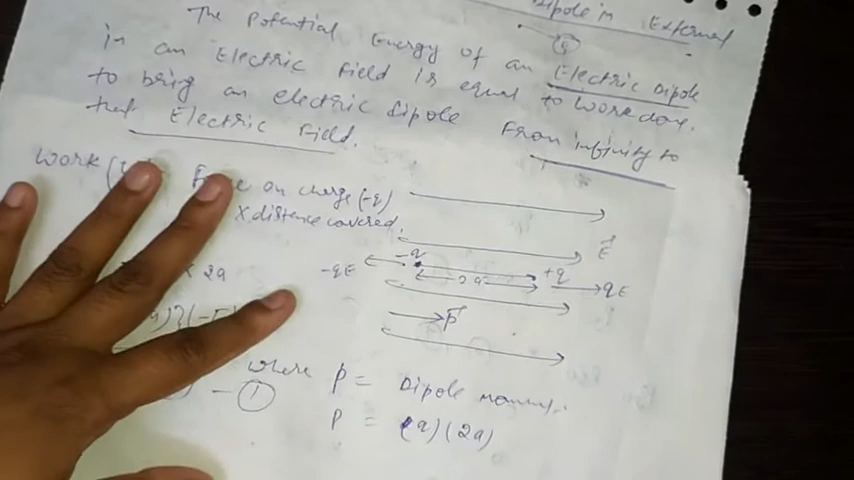 Dipole in External
The Potential Energy of an Electric Dipole
in an Electric Field is equal to work done.
to bring an electric dipole from infinity to
that Electric Field.
Work on charge (-q)
x distance covered.
E
-qE -q 2a +q qE
x 2a
P
where p = Dipole moment.
- 1
p = (q)(2a)